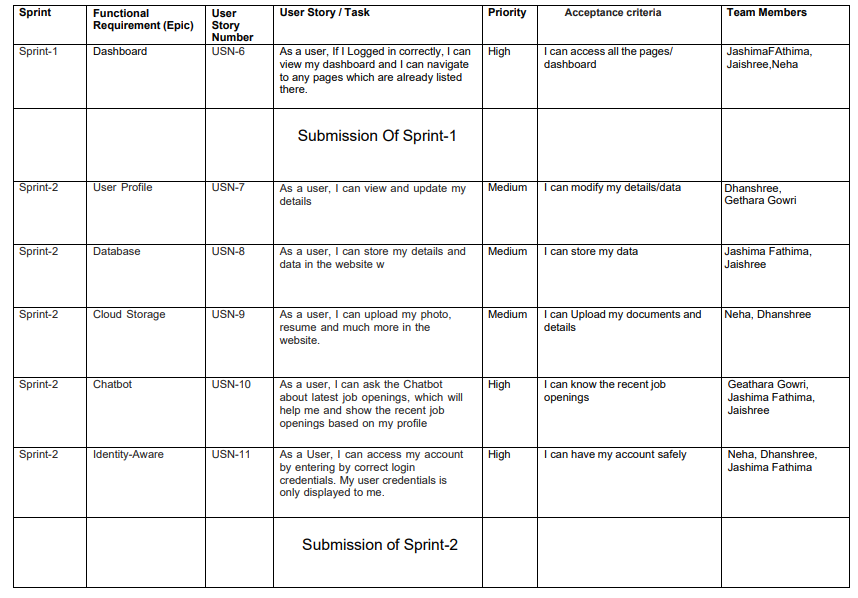 Sprint Functional Requirement (Epic) User Story Number User Story / Task Priority Acceptance criteria Team Members
Sprint-1 Dashboard USN-6 As a user, If I Logged in correctly, I can High I can access all the pages/ JashimaFAthima,
view my dashboard and I can navigate dashboard Jaishree,Neha
to any pages which are already listed
there.
Submission Of Sprint-1
Sprint-2 User Profile USN-7 As a user, I can view and update my Medium I can modify my details/data Dhanshree,
details Gethara Gowri
Sprint-2 Database USN-8 As a user, I can store my details and Medium I can store my data Jashima Fathima,
data in the website w Jaishree
Sprint-2 Cloud Storage USN-9 As a user, I can upload my photo, Medium I can Upload my documents and Neha, Dhanshree
resume and much more in the details
website.
Sprint-2 Chatbot USN-10 As a user, I can ask the Chatbot High I can know the recent job Geathara Gowri,
about latest job openings, which will openings Jashima Fathima,
help me and show the recent job Jaishree
openings based on my profile
Sprint-2 Identity-Aware USN-11 As a User, I can access my account High I can have my account safely Neha, Dhanshree,
by entering by correct login Jashima Fathima
credentials. My user credentials is
only displayed to me.
Submission of Sprint-2